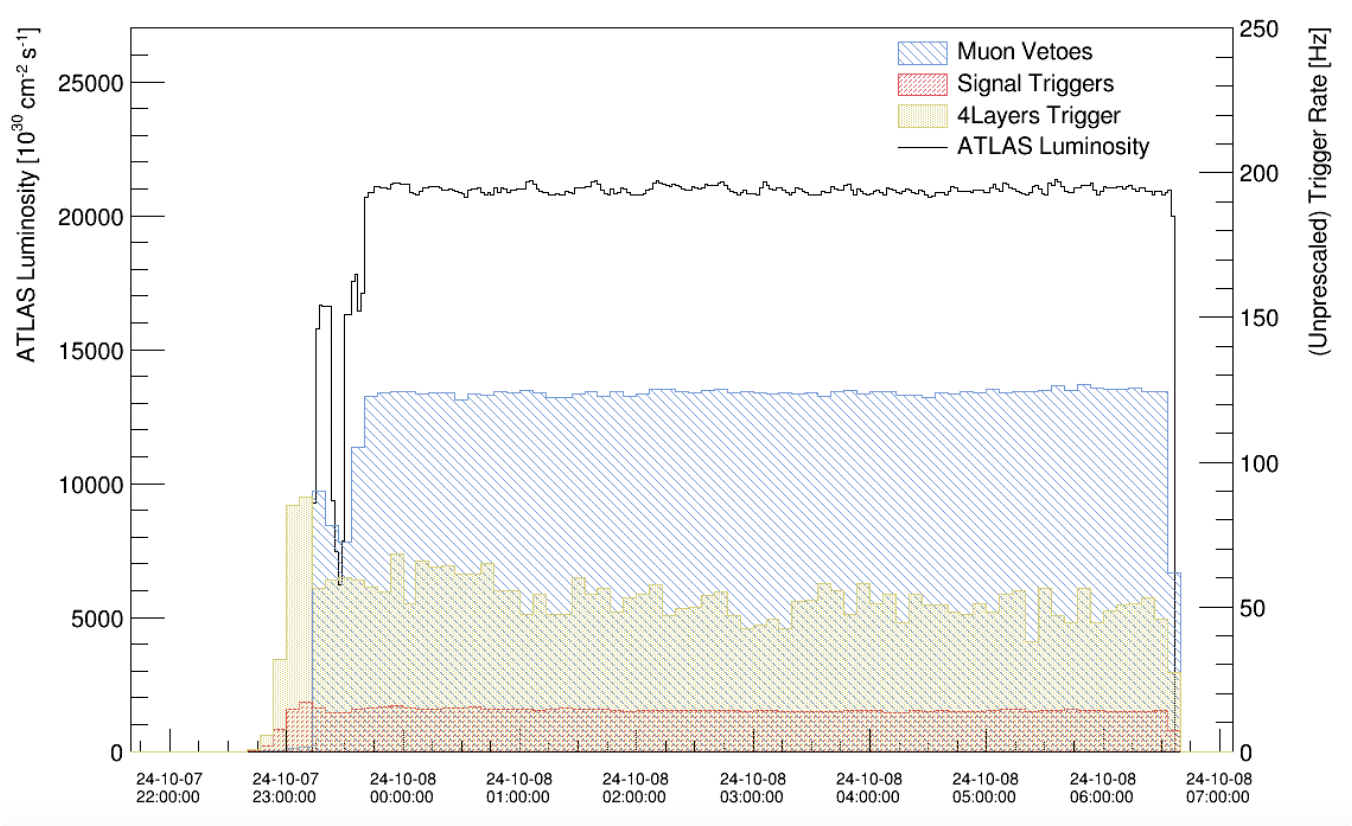 ATLAS Luminosity [10³⁰ cm⁻² s⁻¹]
25000
20000
15000
10000
5000
0
Muon Vetoes
Signal Triggers
4Layers Trigger
ATLAS Luminosity
250
200
150
100
50
0
(Unprescaled) Trigger Rate [Hz]
24-10-07 24-10-07 24-10-08 24-10-08 24-10-08 24-10-08 24-10-08 24-10-08 24-10-08 24-10-08
22:00:00 23:00:00 00:00:00 01:00:00 02:00:00 03:00:00 04:00:00 05:00:00 06:00:00 07:00:00